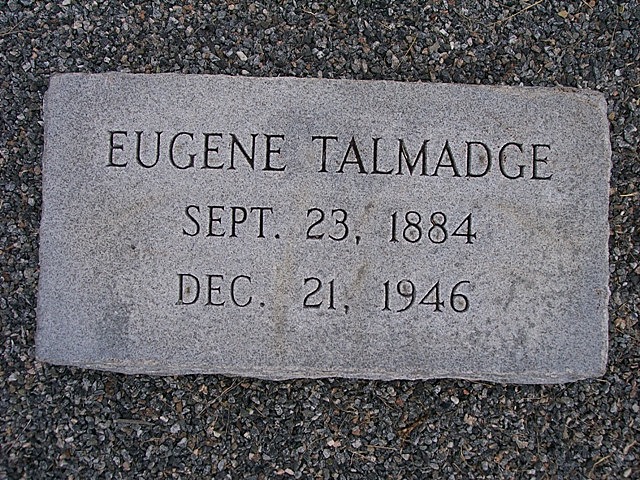 EUGENE TALMADGE
SEPT. 23, 1884
DEC. 21, 1946